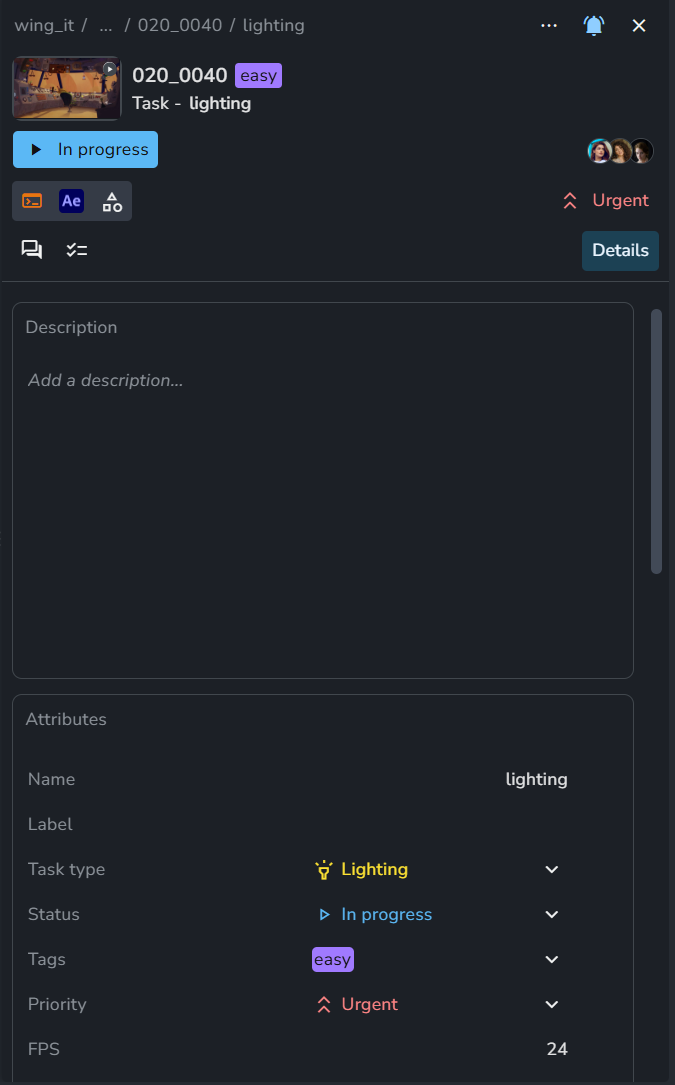 wing_it / ... / 020_0040 / lighting
020_0040 easy
Task - lighting
In progress
Ae
Urgent
Details
Description
Add a description...
Attributes
Name lighting
Label
Task type Lighting
Status In progress
Tags easy
Priority Urgent
FPS 24